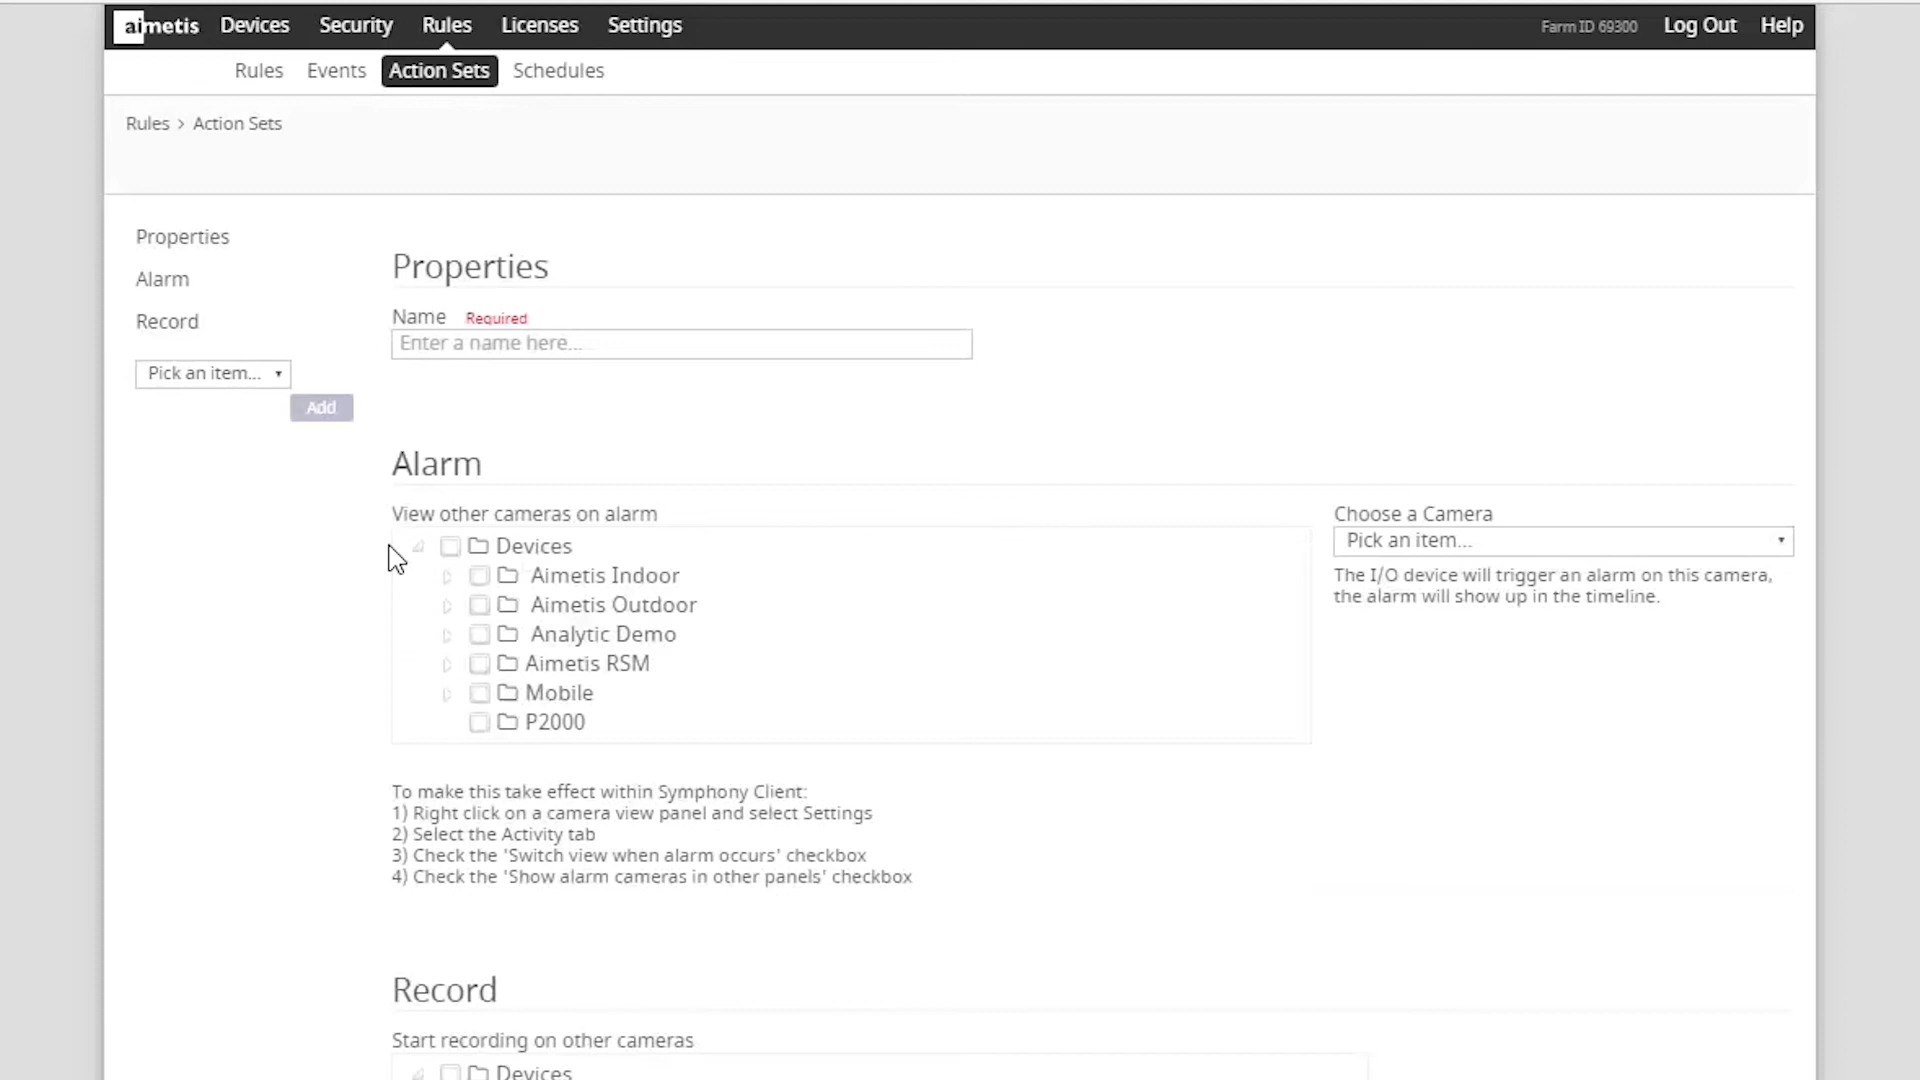 aimetis Devices Security Rules Licenses Settings Farm ID 69300 Log Out Help
Rules Events Action Sets Schedules
Rules > Action Sets
Properties
Alarm
Record
Pick an item...
Add
Properties
Name Required
Enter a name here...
Alarm
View other cameras on alarm
Devices
Aimetis Indoor
Aimetis Outdoor
Analytic Demo
Aimetis RSM
Mobile
P2000
Choose a Camera
Pick an item...
The I/O device will trigger an alarm on this camera,
the alarm will show up in the timeline.
To make this take effect within Symphony Client:
1) Right click on a camera view panel and select Settings
2) Select the Activity tab
3) Check the 'Switch view when alarm occurs' checkbox
4) Check the 'Show alarm cameras in other panels' checkbox
Record
Start recording on other cameras
Devices